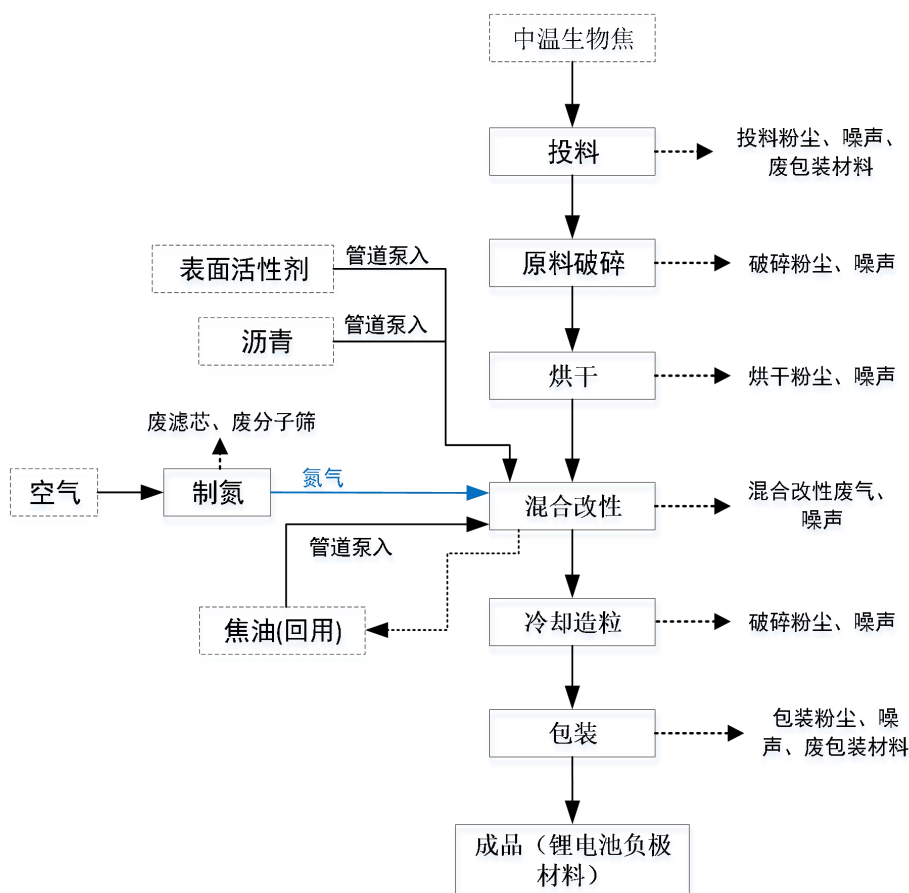 中温生物焦
投料
投料粉尘、噪声、
废包装材料
表面活性剂
管道泵入
原料破碎
破碎粉尘、噪声
沥青
管道泵入
烘干
烘干粉尘、噪声
废滤芯、废分子筛
空气
制氮
氮气
混合改性
混合改性废气、
噪声
管道泵入
焦油(回用)
冷却造粒
破碎粉尘、噪声
包装
包装粉尘、噪
声、废包装材料
成品（锂电池负极
材料）